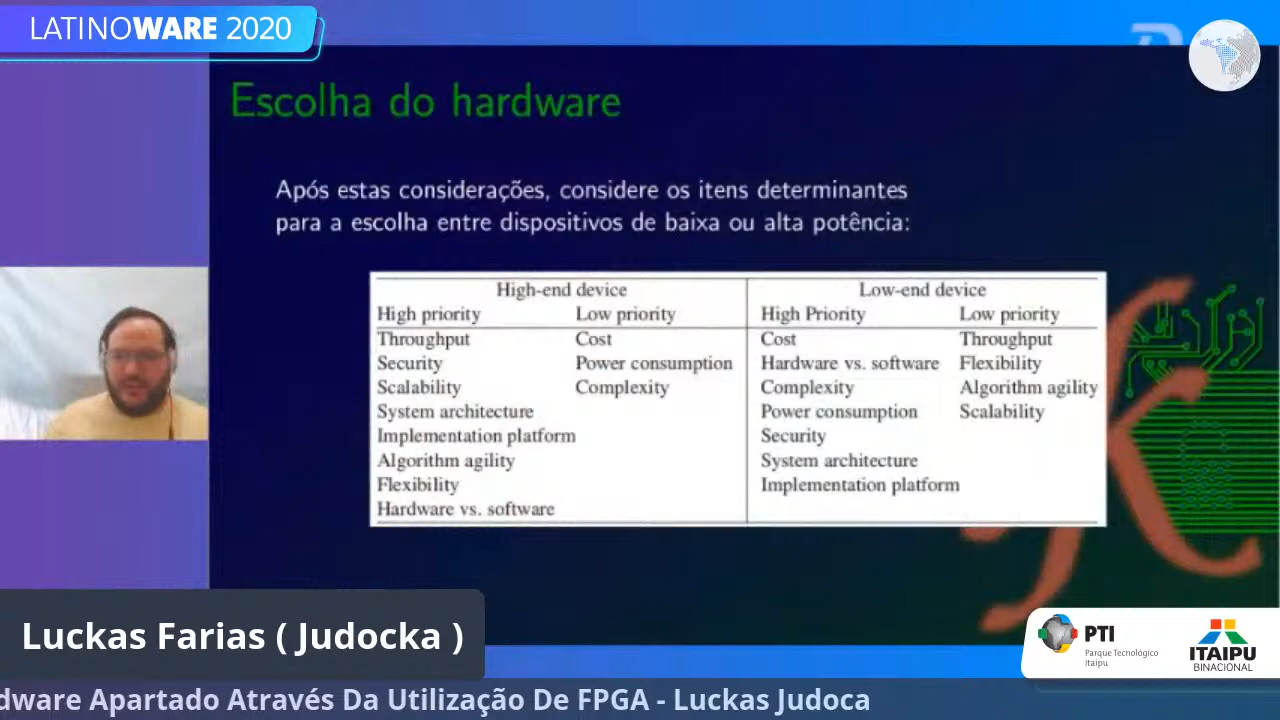 LATINOWARE 2020
Escolha do hardware
Após estas considerações, considere os itens determinantes
para a escolha entre dispositivos de baixa ou alta potência:
High-end device Low-end device
High priority Low priority High Priority Low priority
Throughput Cost Cost Throughput
Security Power consumption Hardware vs. software Flexibility
Scalability Complexity Complexity Algorithm agility
System architecture Power consumption Scalability
Implementation platform Security
Algorithm agility System architecture
Flexibility Implementation platform
Hardware vs. software
Luckas Farias ( Judocka )
PTI
Parque Tecnológico
Itaipu
ITAIPU
BINACIONAL
dware Apartado Através Da Utilização De FPGA - Luckas Judoca